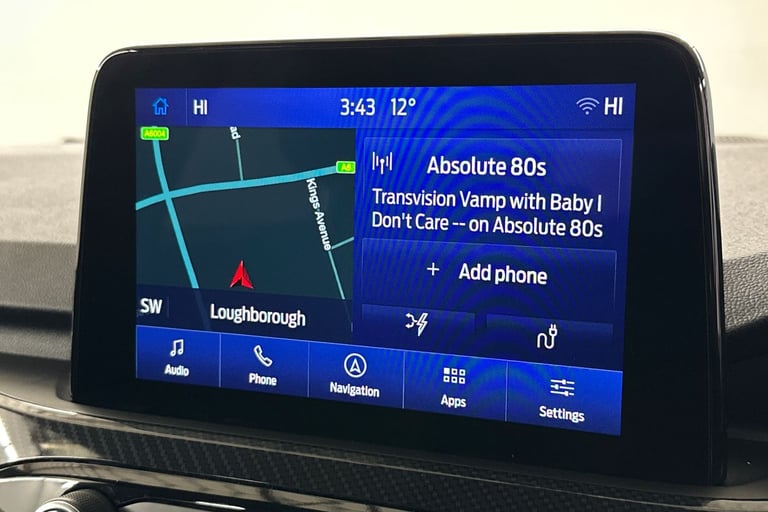 HI 3:43 12° HI
A6004
ad
A6
Kings-Avenue
SW Loughborough
Absolute 80s
Transvision Vamp with Baby I
Don't Care -- on Absolute 80s
+ Add phone
Audio
Phone
Navigation
Apps
Settings